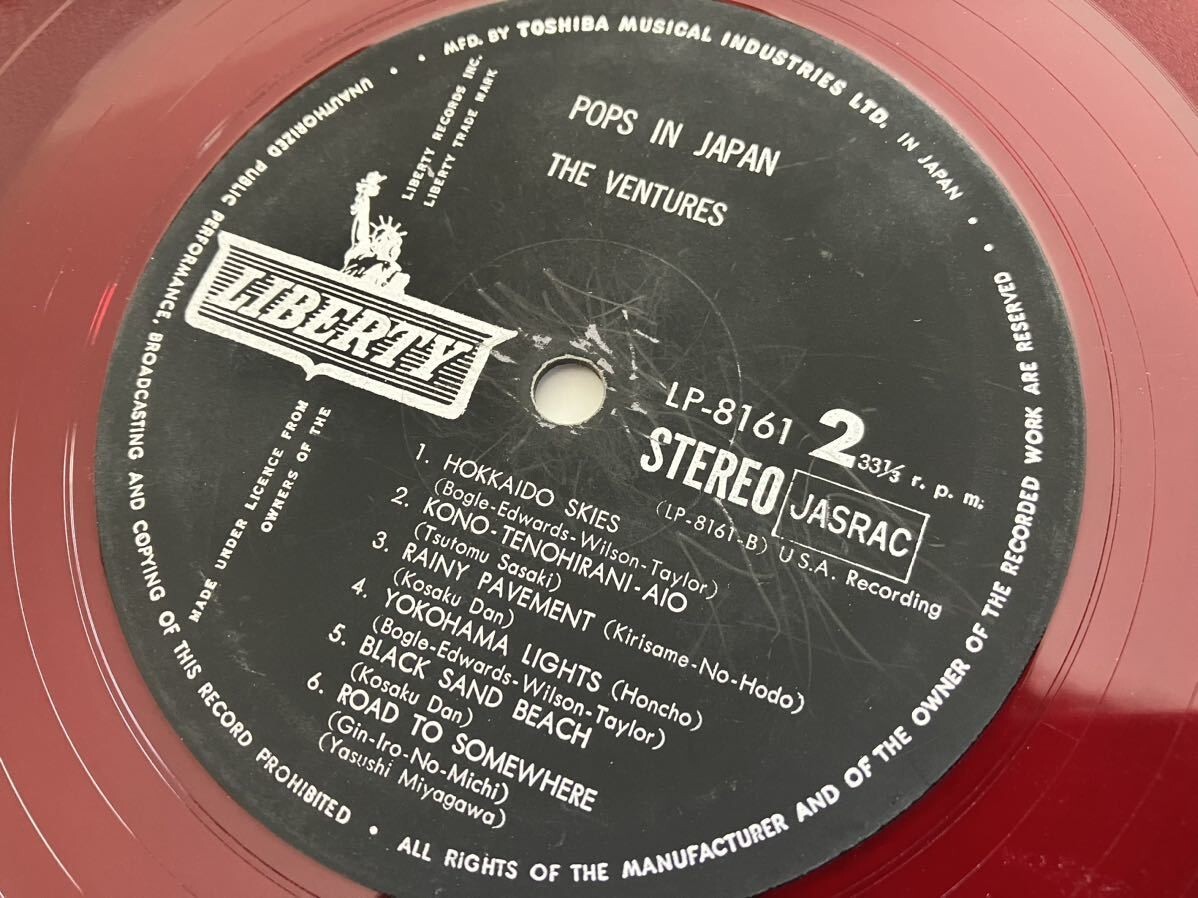 MFD. BY TOSHIBA MUSICAL INDUSTRIES LTD. IN JAPAN
LIBERTY RECORDS INC.
LIBERTY TRADE MARK
POPS IN JAPAN
THE VENTURES
LIBERTY
MADE UNDER LICENCE FROM
OWNERS OF THE
LP-8161
2
33⅓ r. p. m.
STEREO
JASRAC
(LP-8161-B) U.S.A. Recording
1. HOKKAIDO SKIES
(Bogle-Edwards-Wilson-Taylor)
2. KONO-TENOHIRANI-AIO
(Tsutomu Sasaki)
3. RAINY PAVEMENT (Kirisame-No-Hodo)
(Kosaku Dan)
4. YOKOHAMA LIGHTS (Honcho)
(Bogle-Edwards-Wilson-Taylor)
5. BLACK SAND BEACH
(Kosaku Dan)
6. ROAD TO SOMEWHERE
(Gin-Iro-No-Michi)
(Yasushi Miyagawa)
ALL RIGHTS OF THE MANUFACTURER AND OF THE OWNER OF THE RECORDED WORK ARE RESERVED
UNAUTHORIZED PUBLIC PERFORMANCE, BROADCASTING AND COPYING OF THIS RECORD PROHIBITED